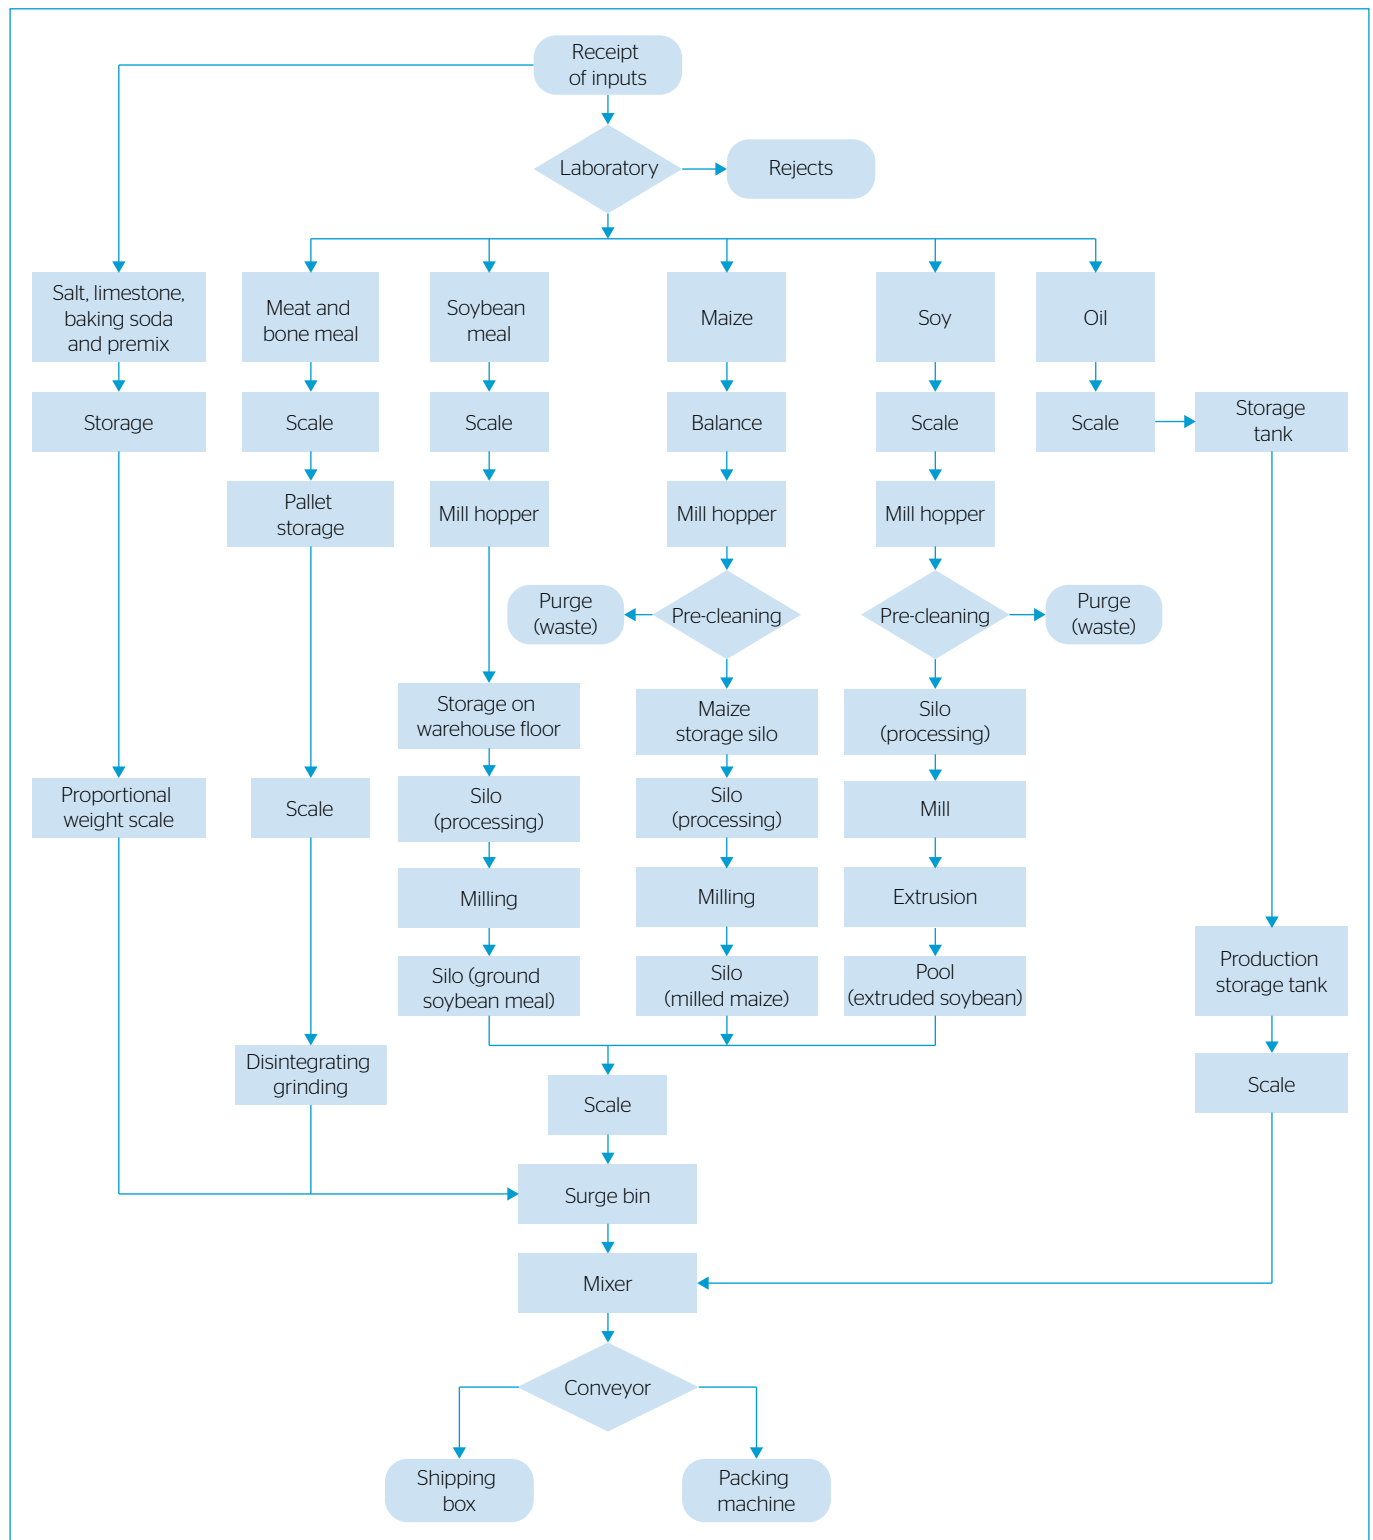 Receipt
of inputs
Laboratory
Rejects
Salt, limestone,
baking soda
and premix
Meat and
bone meal
Soybean
meal
Maize
Soy
Oil
Storage
Scale
Scale
Balance
Scale
Scale
Storage
tank
Pallet
storage
Mill hopper
Mill hopper
Mill hopper
Purge
(waste)
Pre-cleaning
Pre-cleaning
Purge
(waste)
Storage on
warehouse floor
Maize
storage silo
Silo
(processing)
Proportional
weight scale
Scale
Silo
(processing)
Silo
(processing)
Mill
Milling
Milling
Extrusion
Silo (ground
soybean meal)
Silo
(milled maize)
Pool
(extruded soybean)
Production
storage tank
Disintegrating
grinding
Scale
Scale
Surge bin
Mixer
Conveyor
Shipping
box
Packing
machine